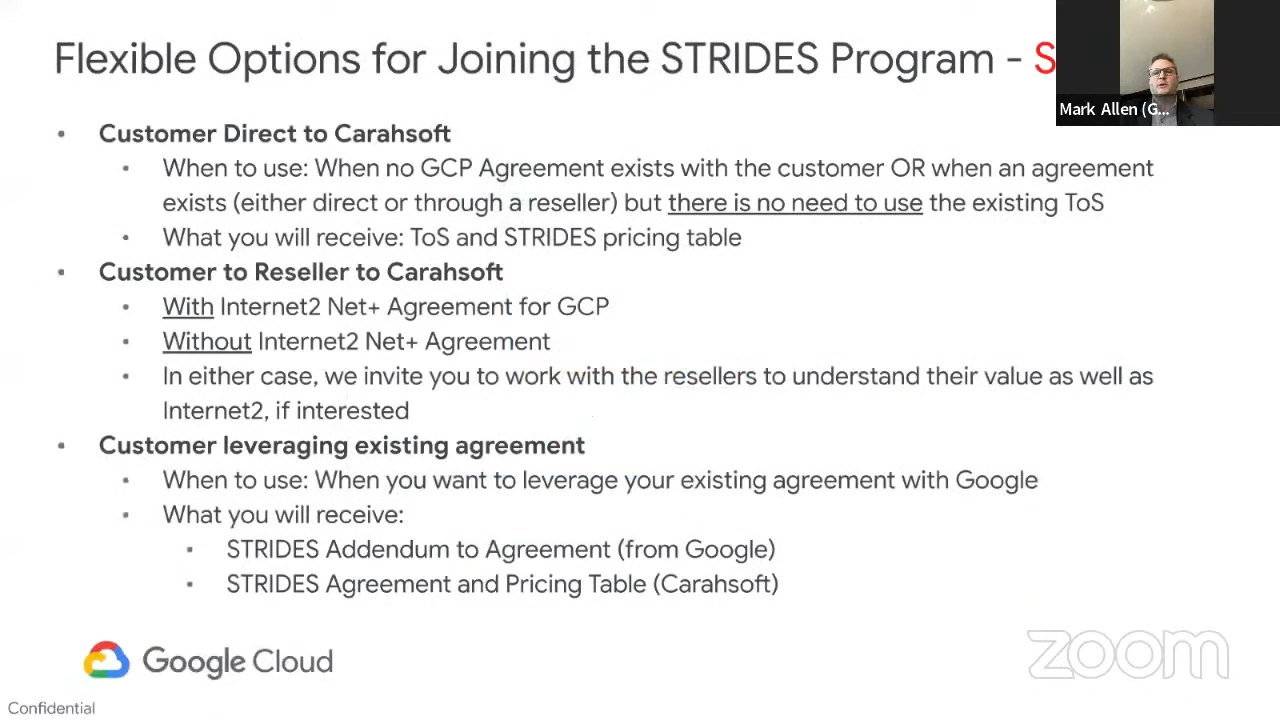 Flexible Options for Joining the STRIDES Program - S
Mark Allen (G...
• Customer Direct to Carahsoft
• When to use: When no GCP Agreement exists with the customer OR when an agreement
exists (either direct or through a reseller) but there is no need to use the existing ToS
• What you will receive: ToS and STRIDES pricing table
• Customer to Reseller to Carahsoft
• With Internet2 Net+ Agreement for GCP
• Without Internet2 Net+ Agreement
• In either case, we invite you to work with the resellers to understand their value as well as
Internet2, if interested
• Customer leveraging existing agreement
• When to use: When you want to leverage your existing agreement with Google
• What you will receive:
• STRIDES Addendum to Agreement (from Google)
• STRIDES Agreement and Pricing Table (Carahsoft)
Google Cloud
zoom
Confidential